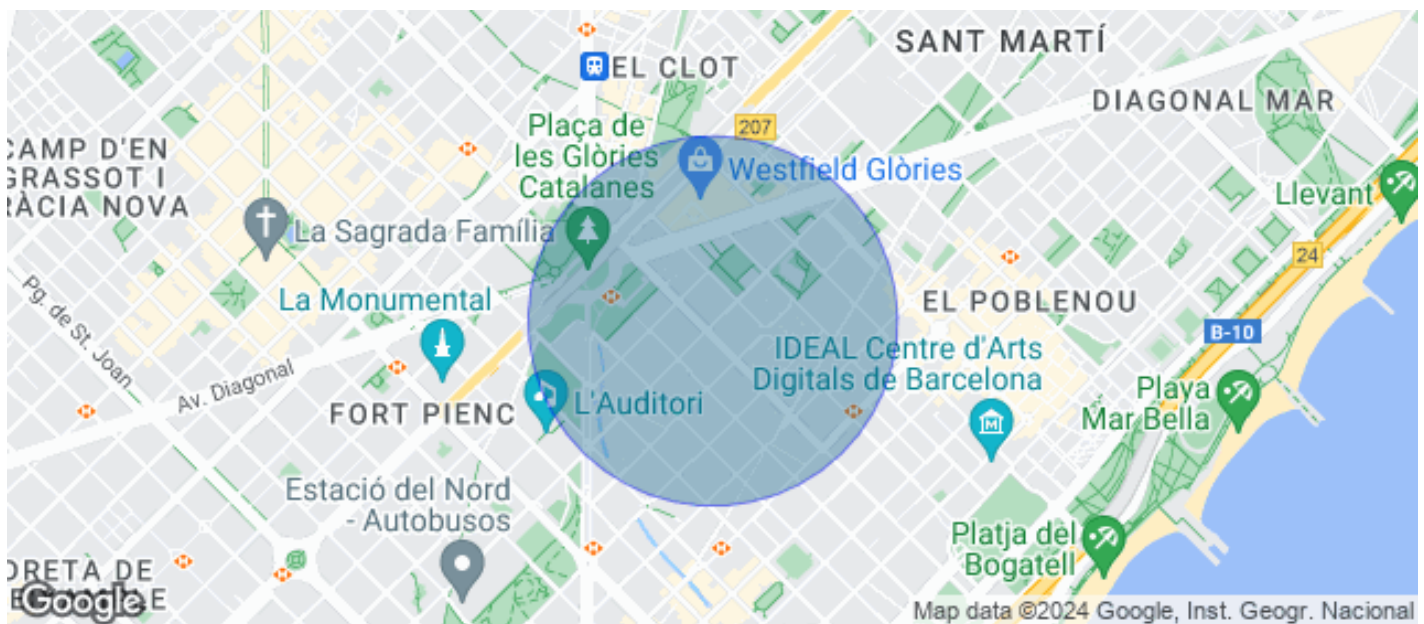 SANT MARTÍ
EL CLOT
DIAGONAL MAR
207
Plaça de
les Glòries
Catalanes
Westfield Glòries
CAMP D'EN
GRASSOT I
RÀCIA NOVA
Llevant
La Sagrada Família
24
La Monumental
EL POBLENOU
B-10
Pg. de St. Joan
Av. Diagonal
IDEAL Centre d'Arts
Digitals de Barcelona
Playa
Mar Bella
FORT PIENC
L'Auditori
Estació del Nord
- Autobusos
Platja del
Bogatell
DRETA DE
Google
Map data ©2024 Google, Inst. Geogr. Nacional